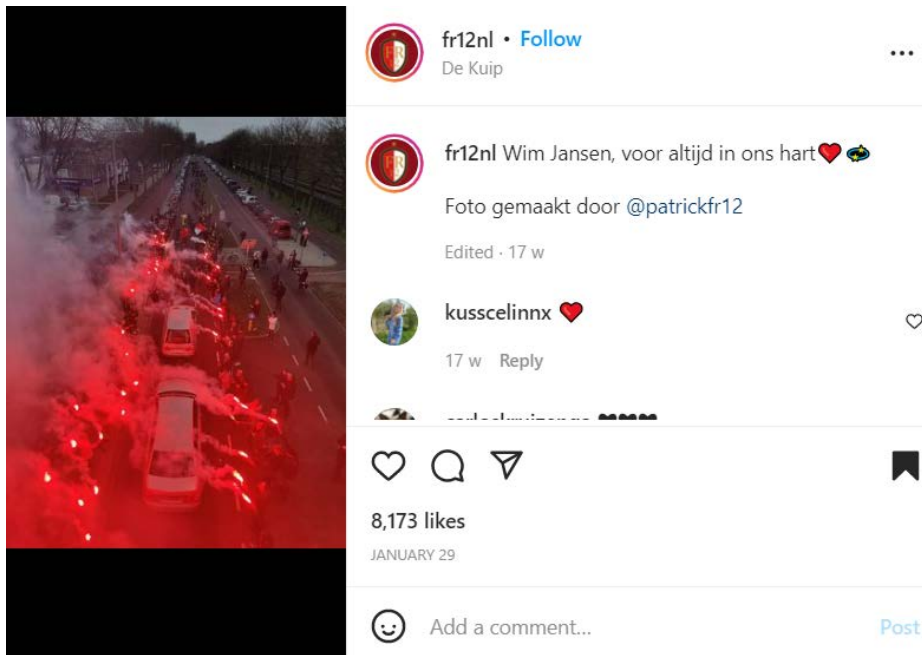 fr12nl • Follow
De Kuip
fr12nl Wim Jansen, voor altijd in ons hart❤️💫
Foto gemaakt door @patrickfr12
Edited · 17 w
kusscelinnx ❤️
17 w Reply
8,173 likes
JANUARY 29
Add a comment...
Post